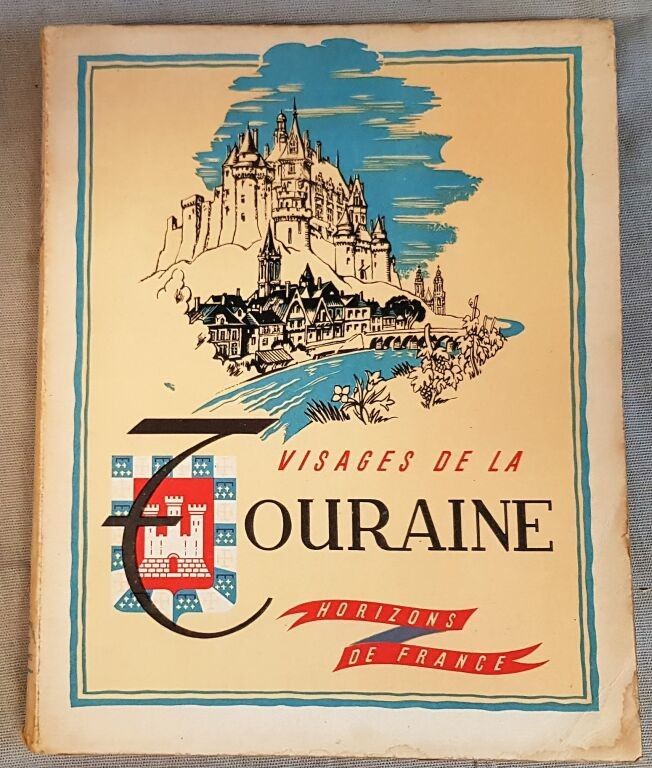 VISAGES DE LA
TOURAINE
HORIZONS
DE FRANCE